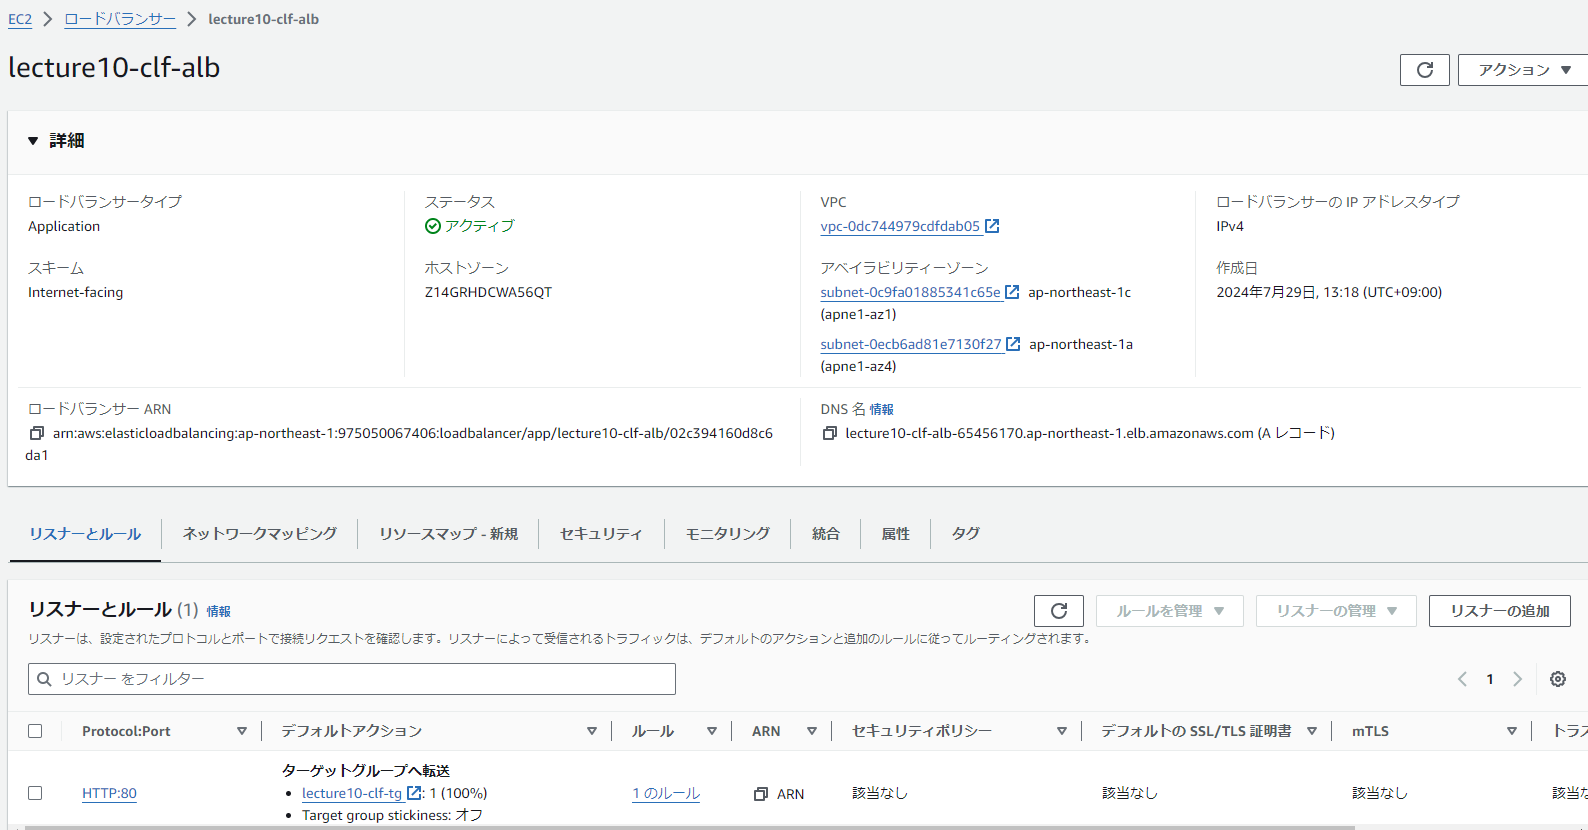 EC2 > ロードバランサー > lecture10-clf-alb
lecture10-clf-alb
アクション
詳細
ロードバランサータイプ
Application
ステータス
アクティブ
VPC
vpc-0dc744979cdfdab05
ロードバランサーの IP アドレスタイプ
IPv4
スキーム
Internet-facing
ホストゾーン
Z14GRHDCWA56QT
アベイラビリティーゾーン
subnet-0c9fa01885341c65e ap-northeast-1c
(apne1-az1)
subnet-0ecb6ad81e7130f27 ap-northeast-1a
(apne1-az4)
作成日
2024年7月29日, 13:18 (UTC+09:00)
ロードバランサー ARN
arn:aws:elasticloadbalancing:ap-northeast-1:975050067406:loadbalancer/app/lecture10-clf-alb/02c394160d8c6
da1
DNS 名 情報
lecture10-clf-alb-65456170.ap-northeast-1.elb.amazonaws.com (A レコード)
リスナーとルール ネットワークマッピング リソースマップ - 新規 セキュリティ モニタリング 統合 属性 タグ
リスナーとルール (1) 情報
ルールを管理 リスナーの管理 リスナーの追加
リスナーは、設定されたプロトコルとポートで接続リクエストを確認します。リスナーによって受信されるトラフィックは、デフォルトのアクションと追加のルールに従ってルーティングされます。
リスナー をフィルター
1
Protocol:Port デフォルトアクション ルール ARN セキュリティポリシー デフォルトの SSL/TLS 証明書 mTLS トラス
HTTP:80
ターゲットグループへ転送
• lecture10-clf-tg : 1 (100%)
• Target group stickiness: オフ
1 のルール
ARN
該当なし
該当なし
該当なし
該当な